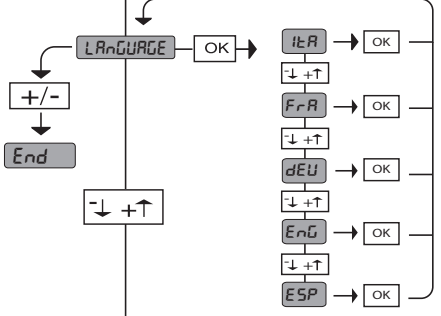 LAnGUAGE OK
+/-
End
-↓ +↑
ItA OK
-↓ +↑
FrA OK
-↓ +↑
dEU OK
-↓ +↑
EnG OK
-↓ +↑
ESP OK